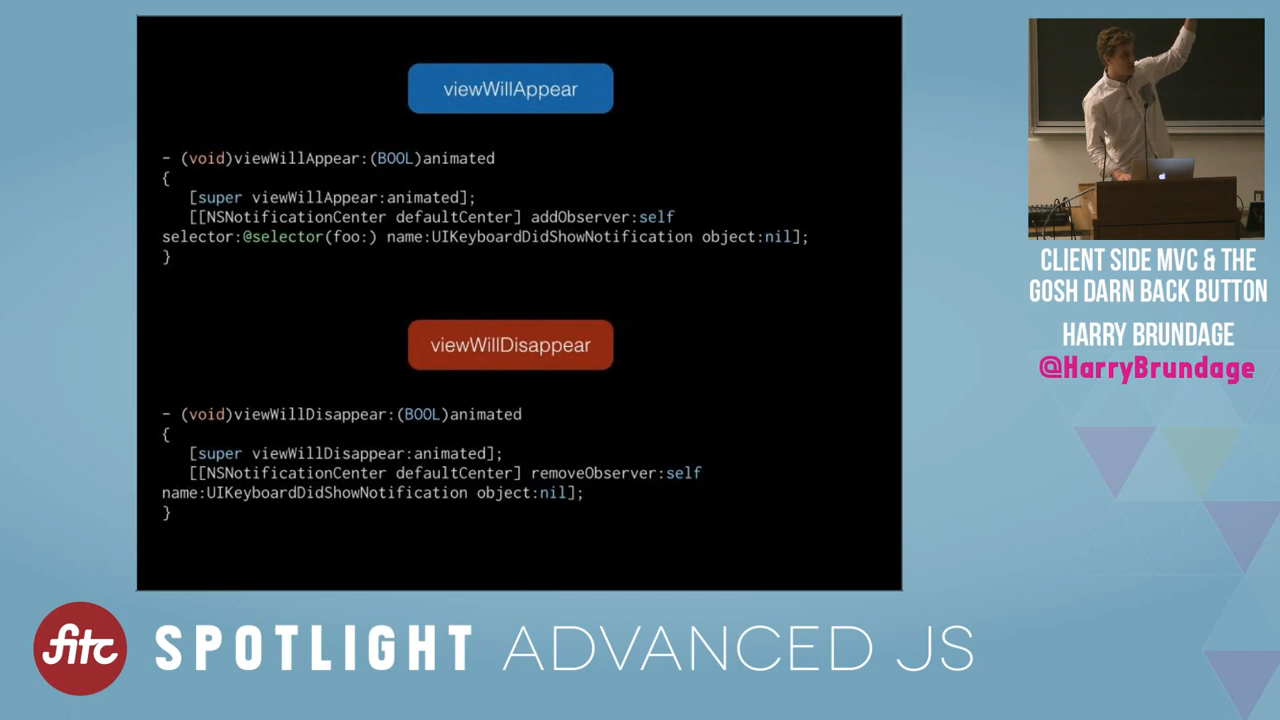 viewWillAppear
- (void)viewWillAppear:(BOOL)animated
{
[super viewWillAppear:animated];
[[NSNotificationCenter defaultCenter] addObserver:self
selector:@selector(foo:) name:UIKeyboardDidShowNotification object:nil];
}
viewWillDisappear
- (void)viewWillDisappear:(BOOL)animated
{
[super viewWillDisappear:animated];
[[NSNotificationCenter defaultCenter] removeObserver:self
name:UIKeyboardDidShowNotification object:nil];
}
CLIENT SIDE MVC & THE
GOSH DARN BACK BUTTON
HARRY BRUNDAGE
@HarryBrundage
fitc SPOTLIGHT ADVANCED JS